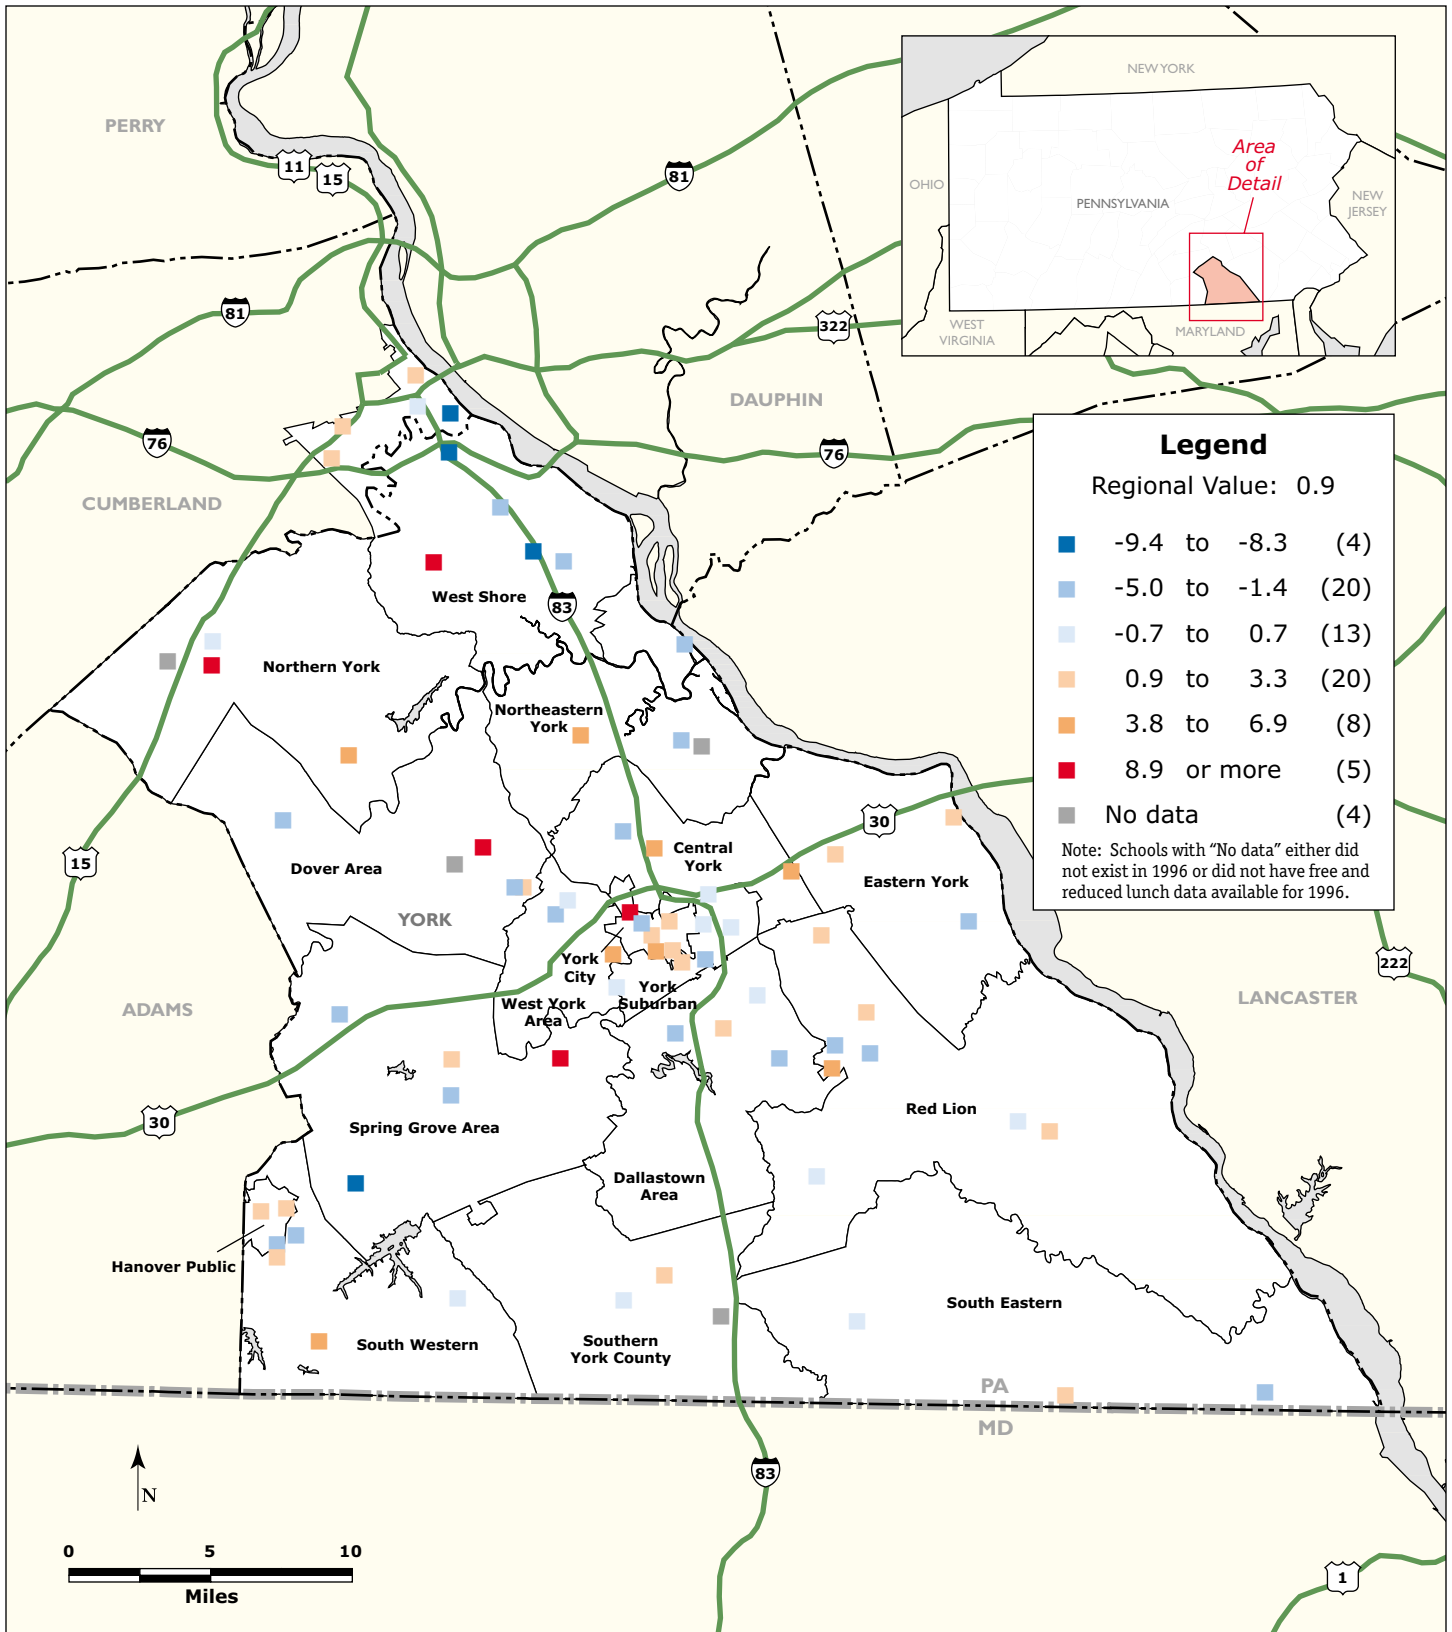 PERRY
11
15
81
81
322
DAUPHIN
76
76
CUMBERLAND
NEW YORK
OHIO
PENNSYLVANIA
Area
of
Detail
NEW
JERSEY
WEST
VIRGINIA
MARYLAND
Legend
Regional Value: 0.9
-9.4 to -8.3 (4)
-5.0 to -1.4 (20)
-0.7 to 0.7 (13)
0.9 to 3.3 (20)
3.8 to 6.9 (8)
8.9 or more (5)
No data (4)
Note: Schools with “No data” either did
not exist in 1996 or did not have free and
reduced lunch data available for 1996.
West Shore
83
Northern York
Northeastern
York
30
Central
York
15
Dover Area
Eastern York
YORK
York
City
York
Suburban
West York
Area
222
LANCASTER
ADAMS
30
Spring Grove Area
Red Lion
Dallastown
Area
Hanover Public
South Western
Southern
York County
South Eastern
PA
MD
83
N
0 5 10
Miles
1